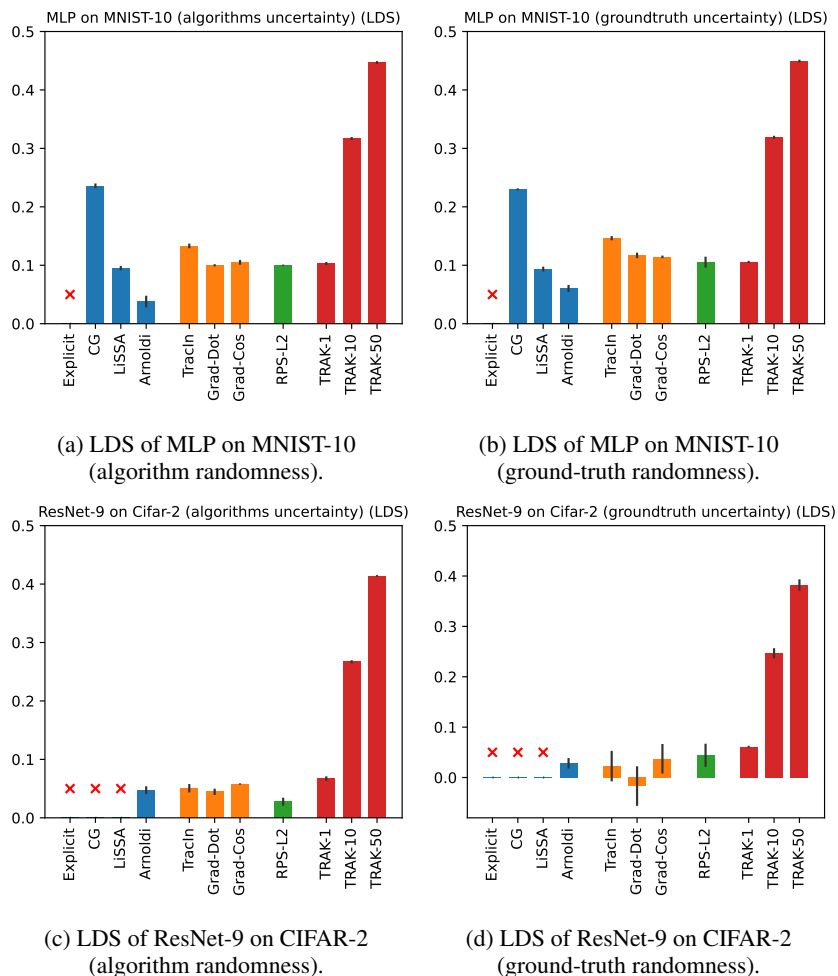 MLP on MNIST-10 (algorithms uncertainty) (LDS)
0.5
0.4
0.3
0.2
0.1
0.0
Explicit
CG
LiSSA
Arnoldi
TracIn
Grad-Dot
Grad-Cos
RPS-L2
TRAK-1
TRAK-10
TRAK-50
(a) LDS of MLP on MNIST-10
(algorithm randomness).
MLP on MNIST-10 (groundtruth uncertainty) (LDS)
0.5
0.4
0.3
0.2
0.1
0.0
Explicit
CG
LiSSA
Arnoldi
TracIn
Grad-Dot
Grad-Cos
RPS-L2
TRAK-1
TRAK-10
TRAK-50
(b) LDS of MLP on MNIST-10
(ground-truth randomness).
ResNet-9 on Cifar-2 (algorithms uncertainty) (LDS)
0.5
0.4
0.3
0.2
0.1
0.0
Explicit
CG
LiSSA
Arnoldi
TracIn
Grad-Dot
Grad-Cos
RPS-L2
TRAK-1
TRAK-10
TRAK-50
(c) LDS of ResNet-9 on CIFAR-2
(algorithm randomness).
ResNet-9 on Cifar-2 (groundtruth uncertainty) (LDS)
0.5
0.4
0.3
0.2
0.1
0.0
Explicit
CG
LiSSA
Arnoldi
TracIn
Grad-Dot
Grad-Cos
RPS-L2
TRAK-1
TRAK-10
TRAK-50
(d) LDS of ResNet-9 on CIFAR-2
(ground-truth randomness).